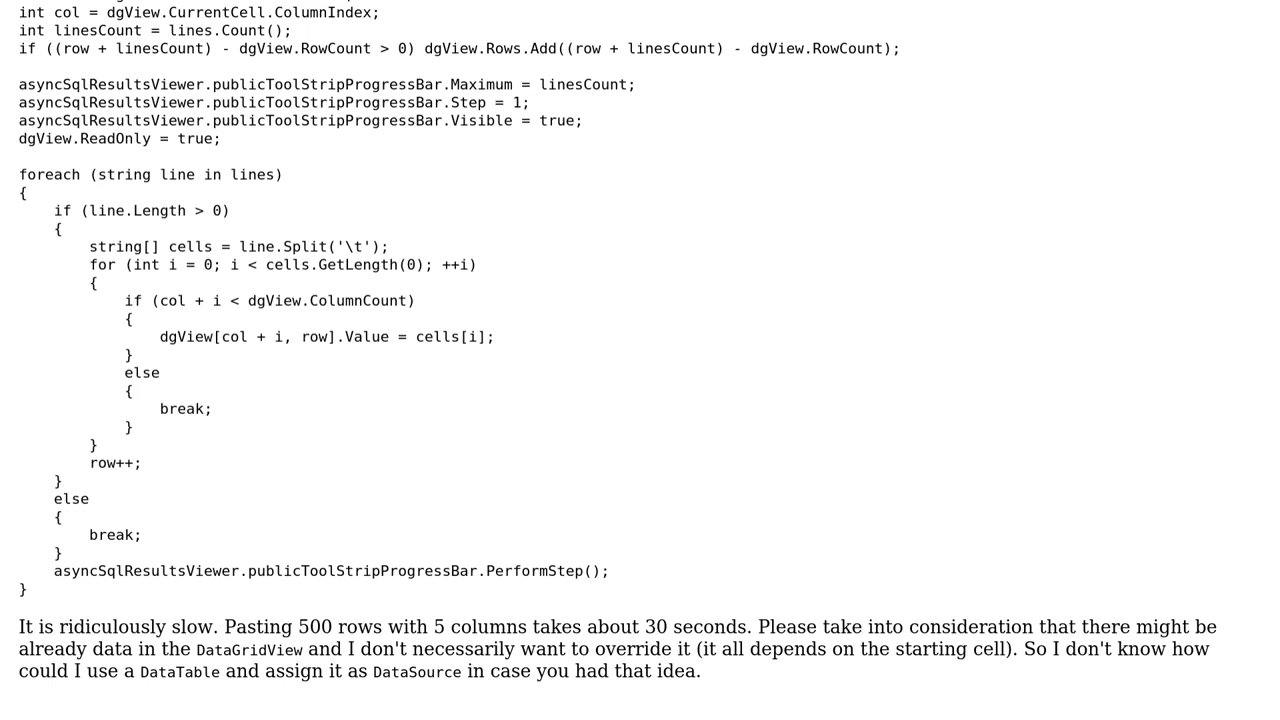 int col = dgView.CurrentCell.ColumnIndex;
int linesCount = lines.Count();
if ((row + linesCount) - dgView.RowCount > 0) dgView.Rows.Add((row + linesCount) - dgView.RowCount);
asyncSqlResultsViewer.publicToolStripProgressBar.Maximum = linesCount;
asyncSqlResultsViewer.publicToolStripProgressBar.Step = 1;
asyncSqlResultsViewer.publicToolStripProgressBar.Visible = true;
dgView.ReadOnly = true;
foreach (string line in lines)
{
    if (line.Length > 0)
    {
        string[] cells = line.Split('\t');
        for (int i = 0; i < cells.GetLength(0); ++i)
        {
            if (col + i < dgView.ColumnCount)
            {
                dgView[col + i, row].Value = cells[i];
            }
            else
            {
                break;
            }
        }
        row++;
    }
    else
    {
        break;
    }
    asyncSqlResultsViewer.publicToolStripProgressBar.PerformStep();
}
It is ridiculously slow. Pasting 500 rows with 5 columns takes about 30 seconds. Please take into consideration that there might be
already data in the DataGridView and I don't necessarily want to override it (it all depends on the starting cell). So I don't know how
could I use a DataTable and assign it as DataSource in case you had that idea.